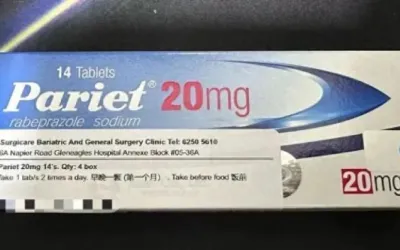 14 Tablets
Pariet® 20mg
rabeprazole sodium
Surgicare Bariatric And General Surgery Clinic Tel: 6250 5610
6A Napier Road Gleneagles Hospital Annexe Block #05-36A
Pariet 20mg 14's. Qty: 4 box
Take 1 tab/s 2 times a day. 早晚一颗 (第一个月) . Take before food 饭前
20mg